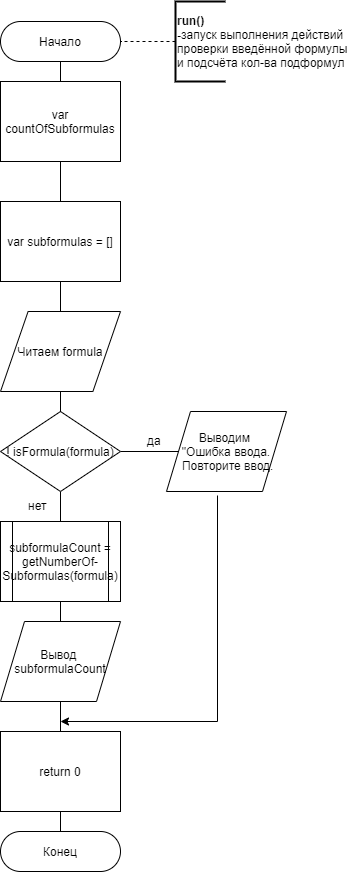 Начало
run()
-запуск выполнения действий
проверки введённой формулы
и подсчёта кол-ва подформул
var
countOfSubformulas
var subformulas = []
Читаем formula
! isFormula(formula)
да
Выводим
"Ошибка ввода.
Повторите ввод.
нет
subformulaCount =
getNumberOf-
Subformulas(formula)
Вывод
subformulaCount
return 0
Конец